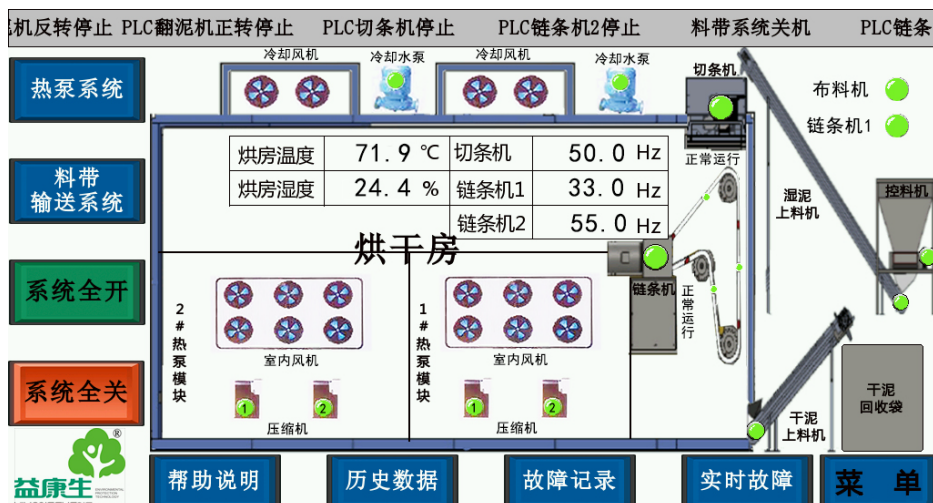 机反转停止 PLC翻泥机正转停止 PLC切条机停止 PLC链条机2停止 料带系统关机 PLC链条
冷却风机 冷却水泵 冷却风机 冷却水泵 切条机
热泵系统
布料机
链条机1
烘房温度 71.9 ℃ 切条机 50.0 Hz
正常运行
烘房湿度 24.4 % 链条机1 33.0 Hz
链条机2 55.0 Hz
料带
输送系统
湿泥
上料机
控料机
烘干房
系统全开
链条机
正常运行
2#热泵模块
1#热泵模块
室内风机 室内风机
系统全关
1 2 1 2
压缩机 压缩机
干泥
回收袋
干泥
上料机
益康生
®
帮助说明 历史数据 故障记录 实时故障 菜 单